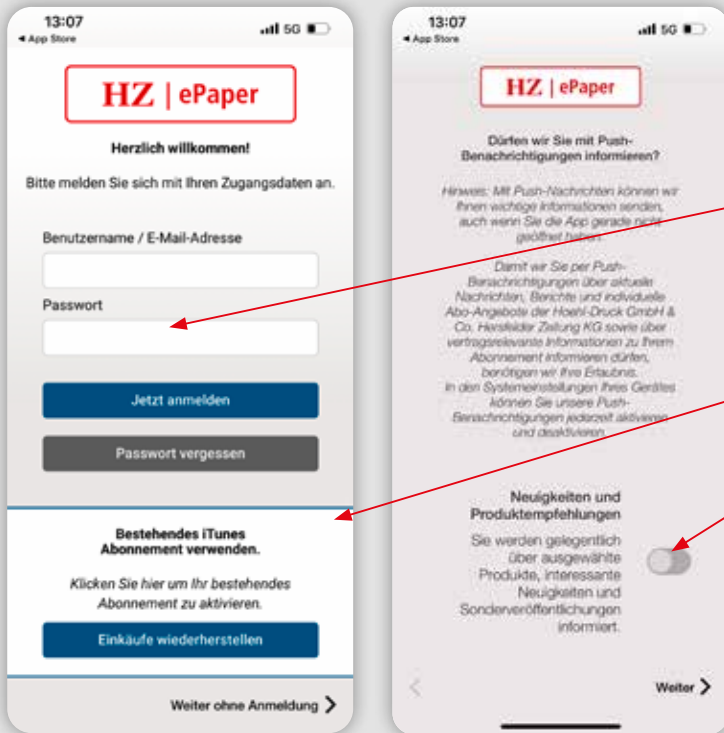 13:07
App Store
5G
HZ | ePaper
Herzlich willkommen!
Bitte melden Sie sich mit Ihren Zugangsdaten an.
Benutzername / E-Mail-Adresse
Passwort
Jetzt anmelden
Passwort vergessen
Bestehendes iTunes
Abonnement verwenden.
Klicken Sie hier um Ihr bestehendes
Abonnement zu aktivieren.
Einkäufe wiederherstellen
Weiter ohne Anmeldung
13:07
App Store
5G
HZ | ePaper
Dürfen wir Sie mit Push-
Benachrichtigungen informieren?
Hinweis: Mit Push-Nachrichten können wir
Ihnen wichtige Informationen senden,
auch wenn Sie die App gerade nicht
geöffnet haben.
Damit wir Sie per Push-
Benachrichtigungen über aktuelle
Nachrichten, Berichte und individuelle
Abo-Angebote der Hoehl-Druck GmbH &
Co. Hersfelder Zeitung KG sowie über
vertragsrelevante Informationen zu Ihrem
Abonnement informieren dürfen,
benötigen wir Ihre Erlaubnis.
In den Systemeinstellungen Ihres Gerätes
können Sie unsere Push-
Benachrichtigungen jederzeit aktivieren
und deaktivieren.
Neuigkeiten und
Produktempfehlungen
Sie werden gelegentlich
über ausgewählte
Produkte, interessante
Neuigkeiten und
Sonderveröffentlichungen
informiert.
Weiter